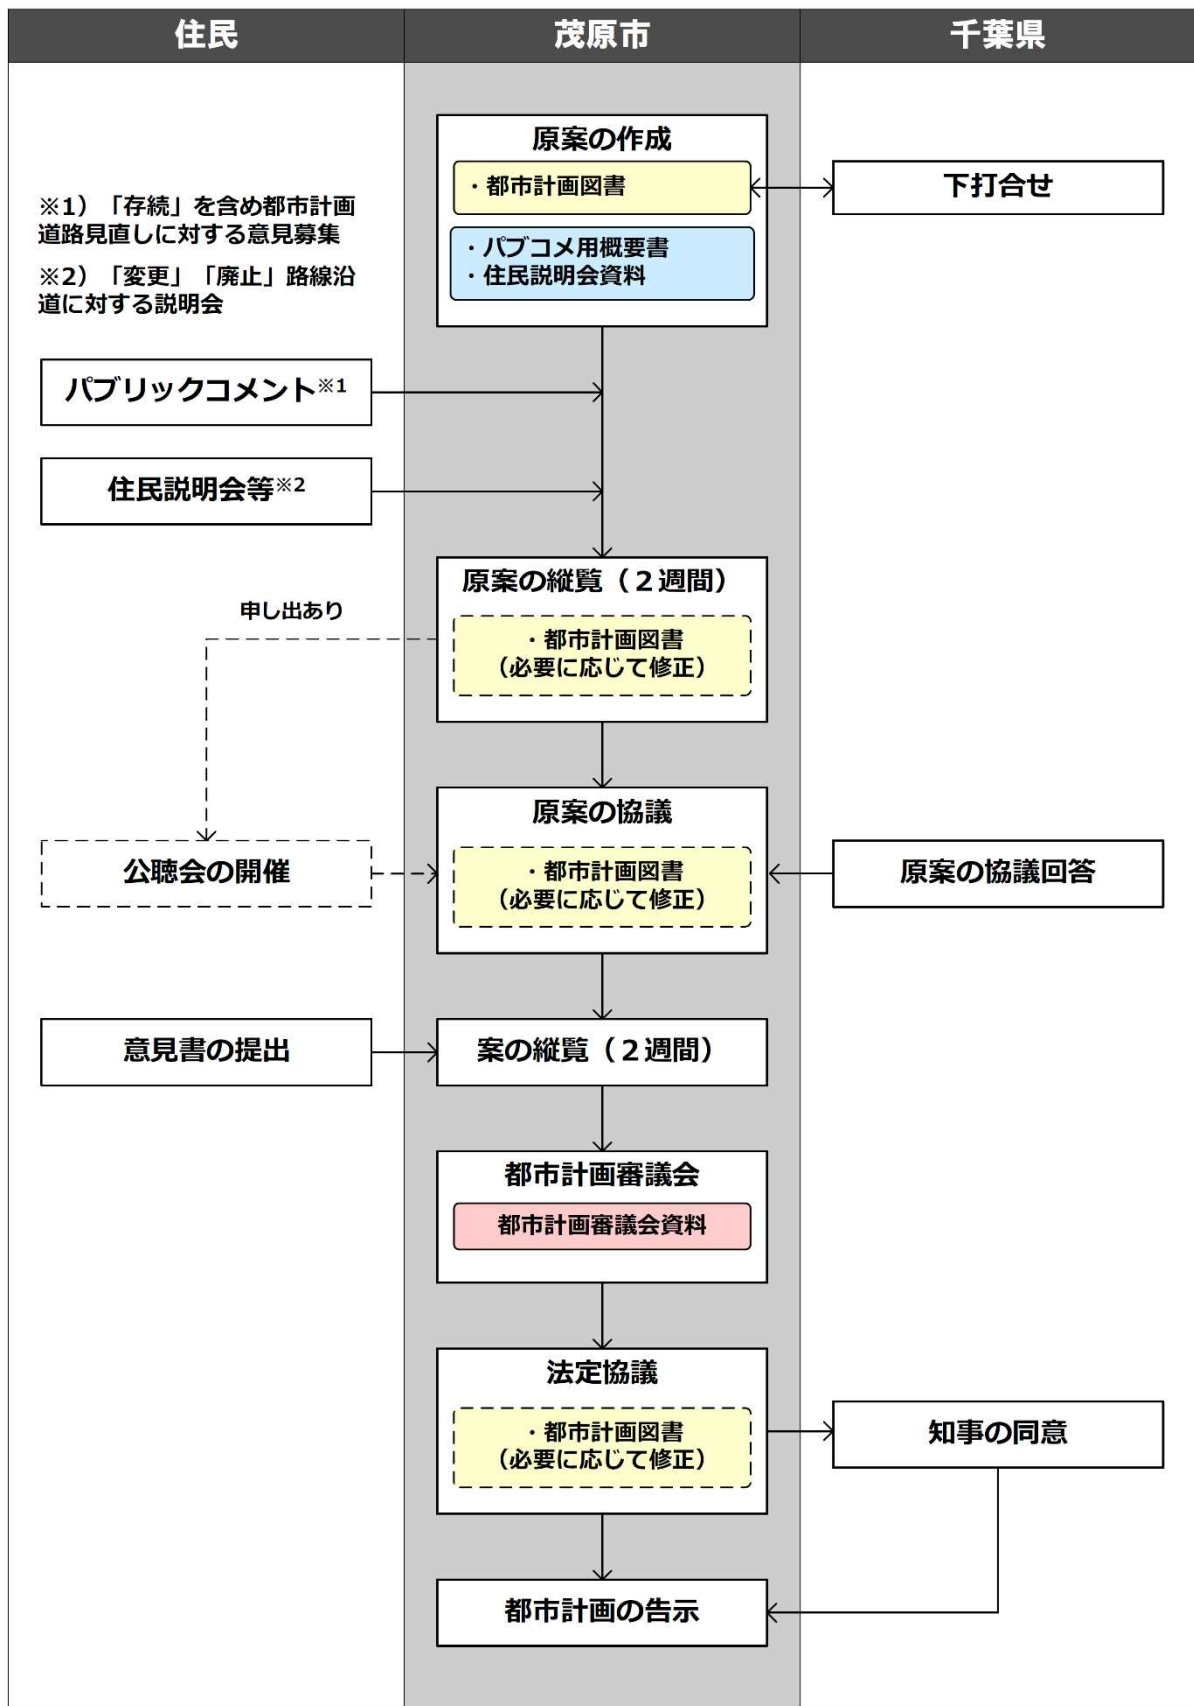 住民
茂原市
千葉県
原案の作成
・都市計画図書
下打合せ
・パブコメ用概要書
・住民説明会資料
※1）「存続」を含め都市計画
道路見直しに対する意見募集
※2）「変更」「廃止」路線沿
道に対する説明会
パブリックコメント※1
住民説明会等※2
原案の縦覧（２週間）
・都市計画図書
（必要に応じて修正）
申し出あり
原案の協議
・都市計画図書
（必要に応じて修正）
公聴会の開催
原案の協議回答
意見書の提出
案の縦覧（２週間）
都市計画審議会
都市計画審議会資料
法定協議
・都市計画図書
（必要に応じて修正）
知事の同意
都市計画の告示